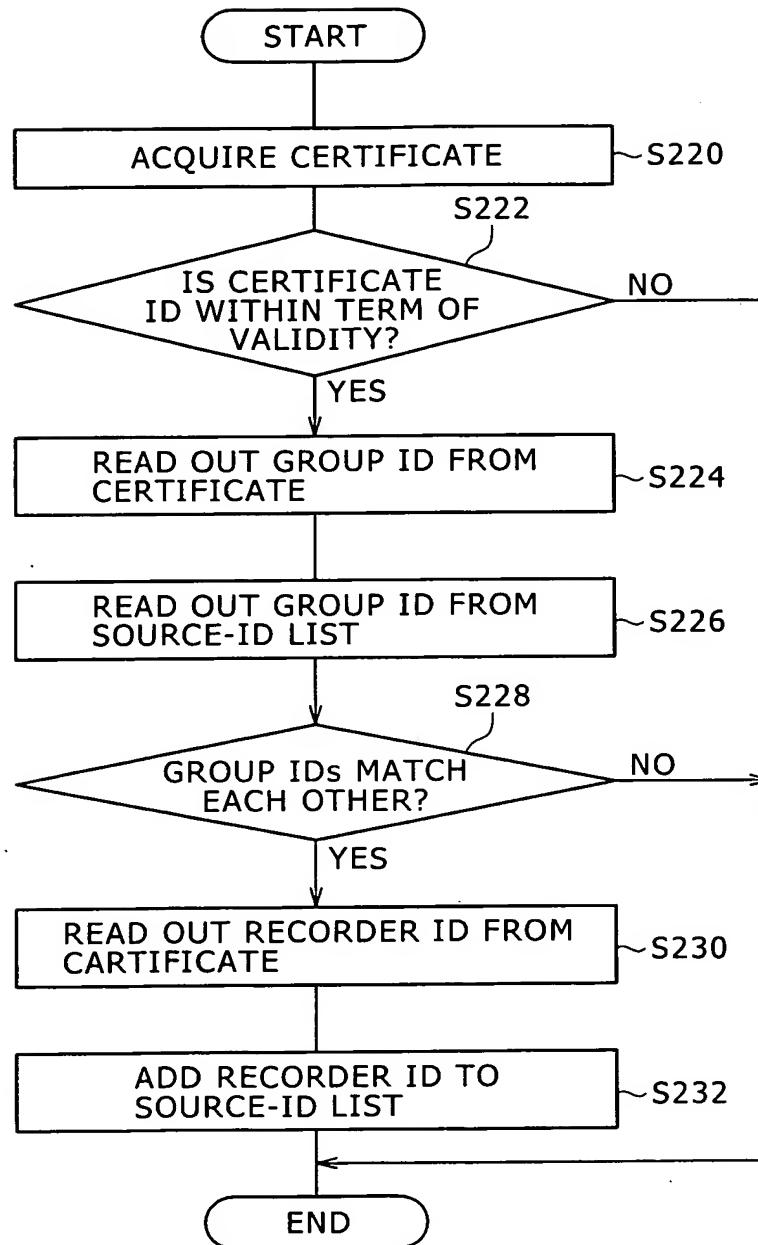 START
ACQUIRE CERTIFICATE
S220
S222
IS CERTIFICATE
ID WITHIN TERM OF
VALIDITY?
NO
YES
READ OUT GROUP ID FROM
CERTIFICATE
S224
READ OUT GROUP ID FROM
SOURCE-ID LIST
S226
S228
GROUP IDs MATCH
EACH OTHER?
NO
YES
READ OUT RECORDER ID FROM
CARTIFICATE
S230
ADD RECORDER ID TO
SOURCE-ID LIST
S232
END